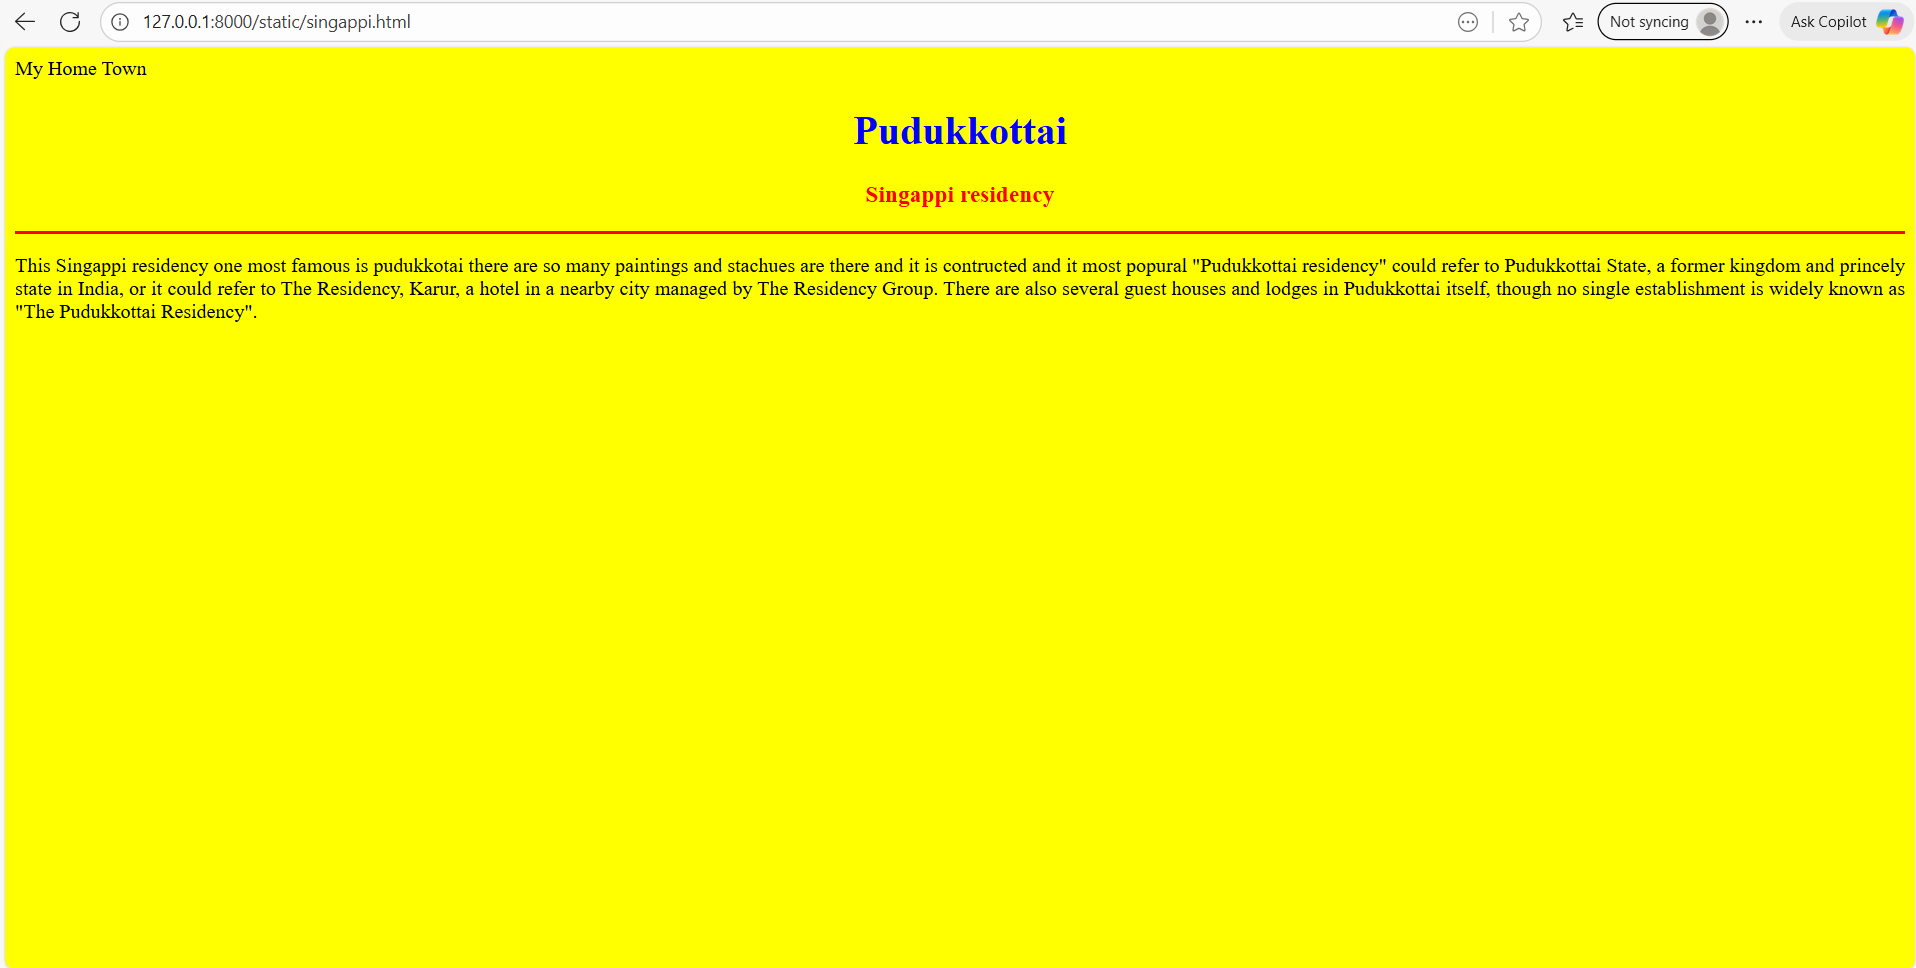 127.0.0.1:8000/static/singappi.html
Not syncing
Ask Copilot
My Home Town
Pudukkottai
Singappi residency
This Singappi residency one most famous is pudukkotai there are so many paintings and stachues are there and it is contructed and it most popural "Pudukkottai residency" could refer to Pudukkottai State, a former kingdom and princely
state in India, or it could refer to The Residency, Karur, a hotel in a nearby city managed by The Residency Group. There are also several guest houses and lodges in Pudukkottai itself, though no single establishment is widely known as
"The Pudukkottai Residency".